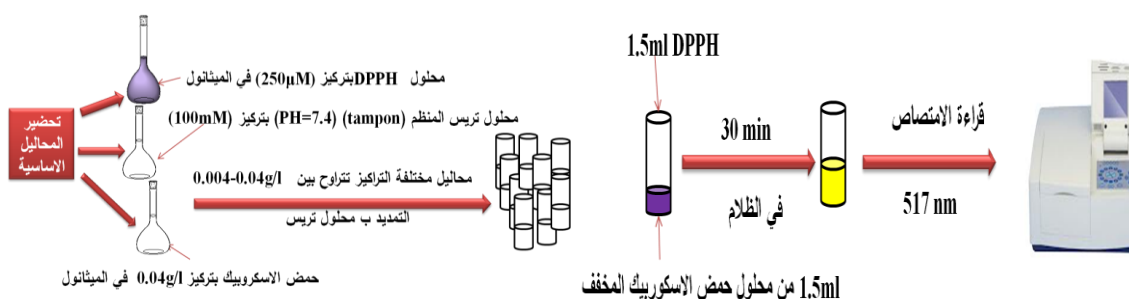 تحضير
المحاليل
الاساسية
محلول DPPHبتركيز (250µM) في الميثانول
محلول تريس المنظم (tampon) (PH=7.4) بتركيز (100mM)
محاليل مختلفة التراكيز تتراوح بين 0.004-0.04g/l
التمديد ب محلول تريس
حمض الاسكروبيك بتركيز 0.04g/l في الميثانول
1.5ml DPPH
30 min
في الظلام
1.5ml من محلول حمض الاسكوربيك المخفف
قراءة الامتصاص
517 nm